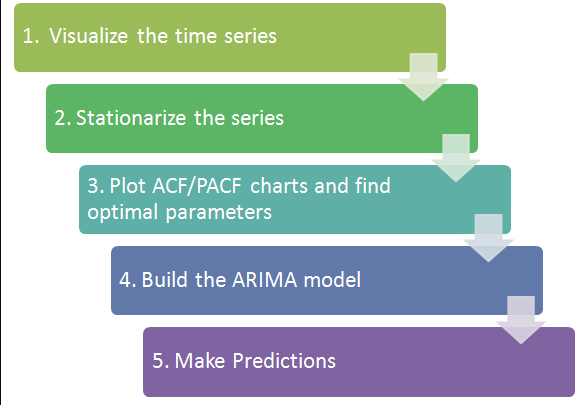 1. Visualize the time series
2. Stationarize the series
3. Plot ACF/PACF charts and find
optimal parameters
4. Build the ARIMA model
5. Make Predictions